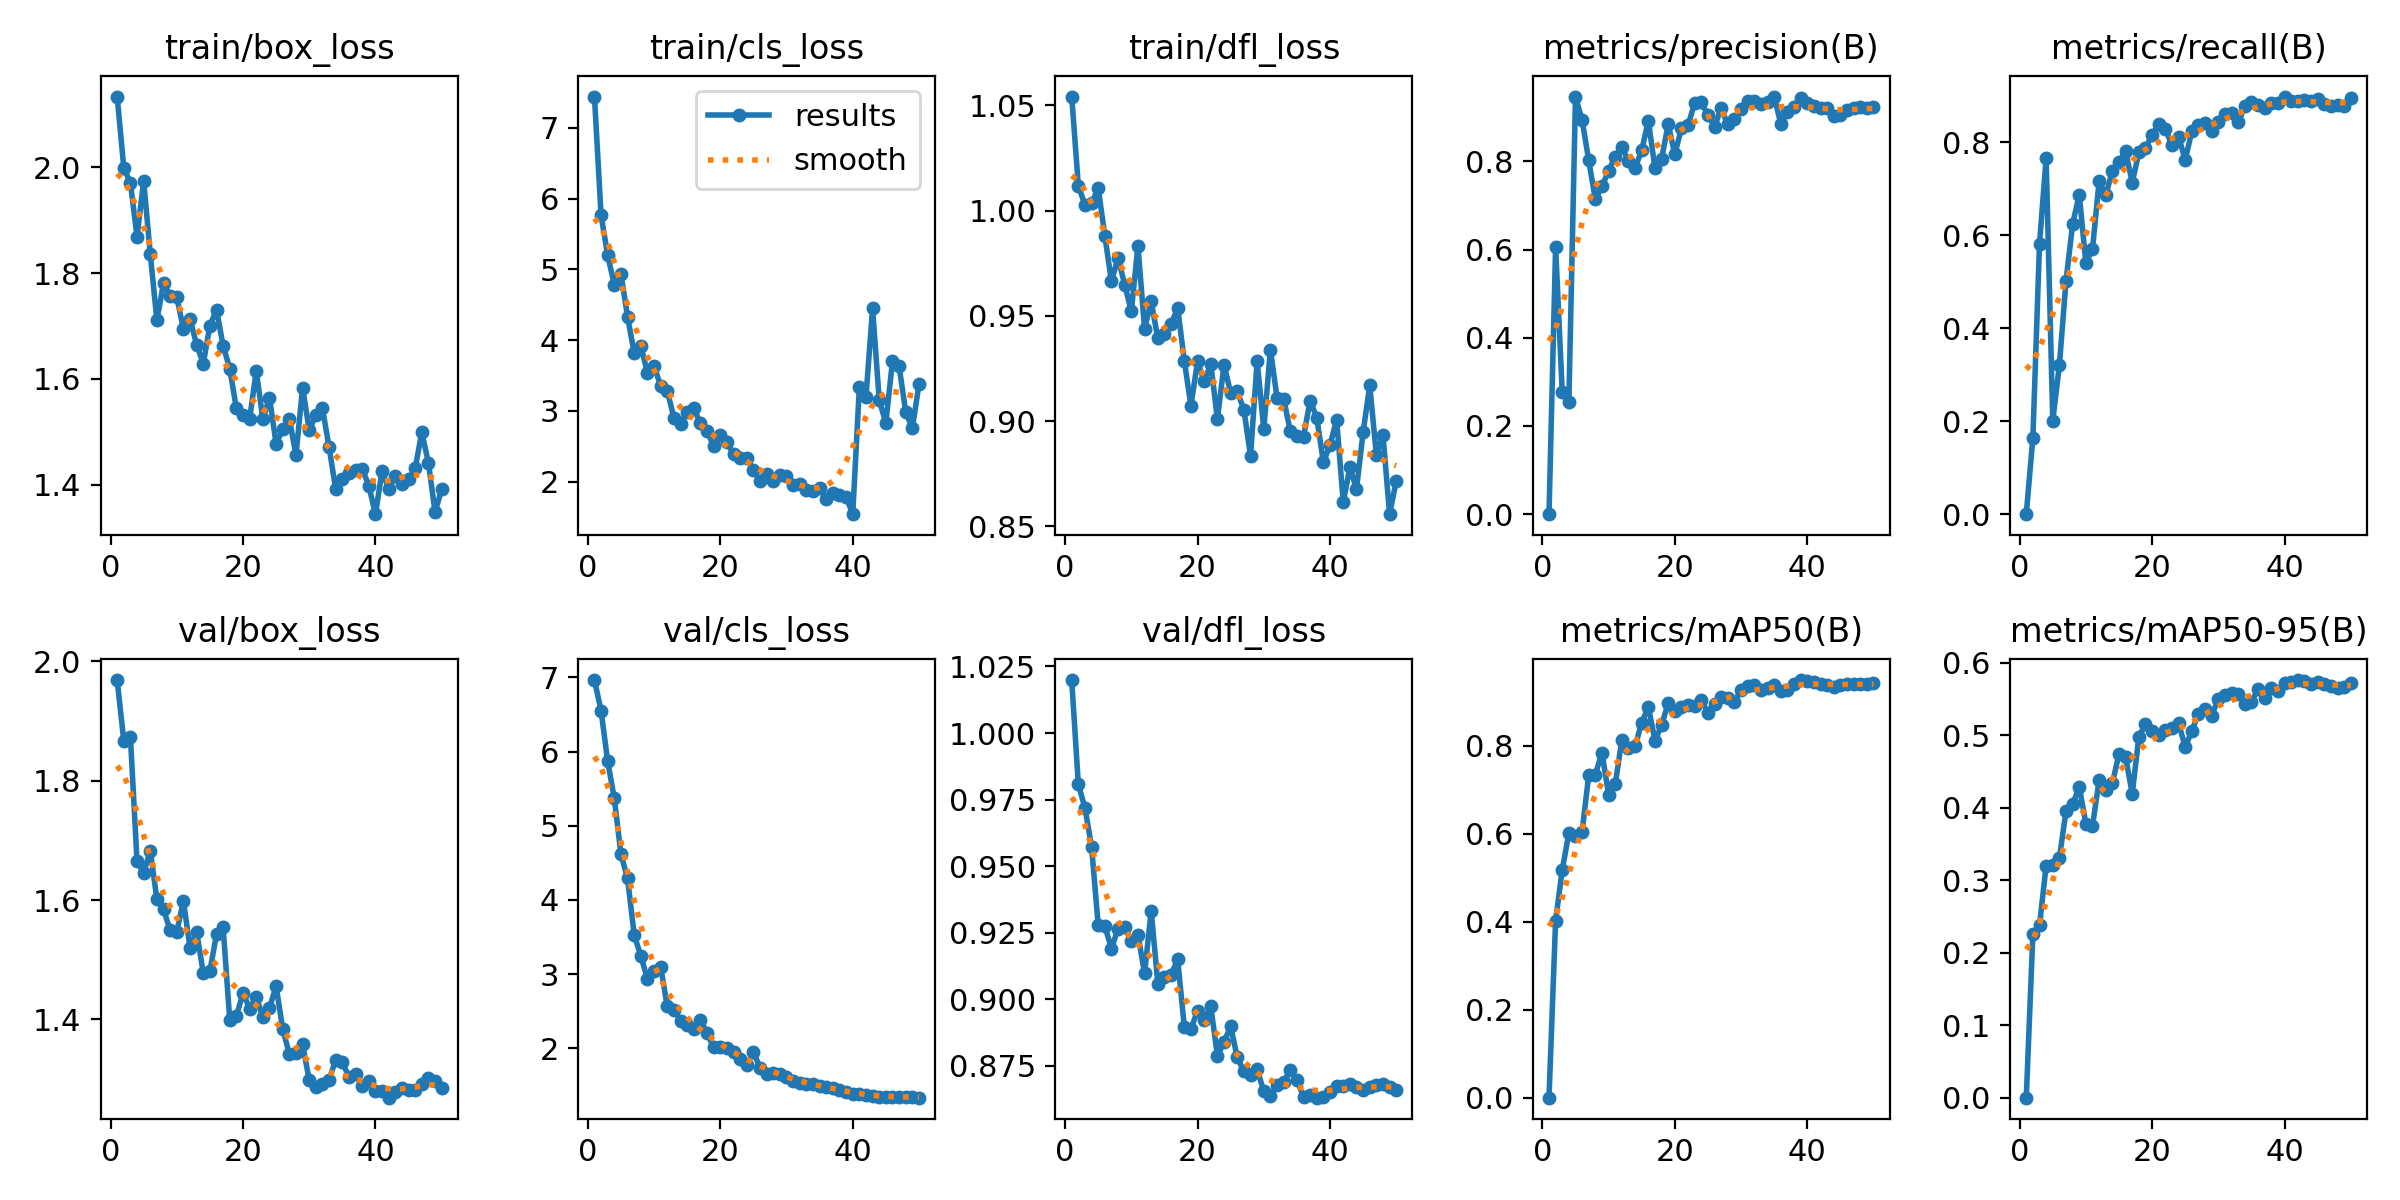 train/box_loss
2.0
1.8
1.6
1.4
0 20 40
train/cls_loss
results
smooth
7
6
5
4
3
2
0 20 40
train/dfl_loss
1.05
1.00
0.95
0.90
0.85
0 20 40
metrics/precision(B)
0.8
0.6
0.4
0.2
0.0
0 20 40
metrics/recall(B)
0.8
0.6
0.4
0.2
0.0
0 20 40
val/box_loss
2.0
1.8
1.6
1.4
0 20 40
val/cls_loss
7
6
5
4
3
2
0 20 40
val/dfl_loss
1.025
1.000
0.975
0.950
0.925
0.900
0.875
0 20 40
metrics/mAP50(B)
0.8
0.6
0.4
0.2
0.0
0 20 40
metrics/mAP50-95(B)
0.6
0.5
0.4
0.3
0.2
0.1
0.0
0 20 40